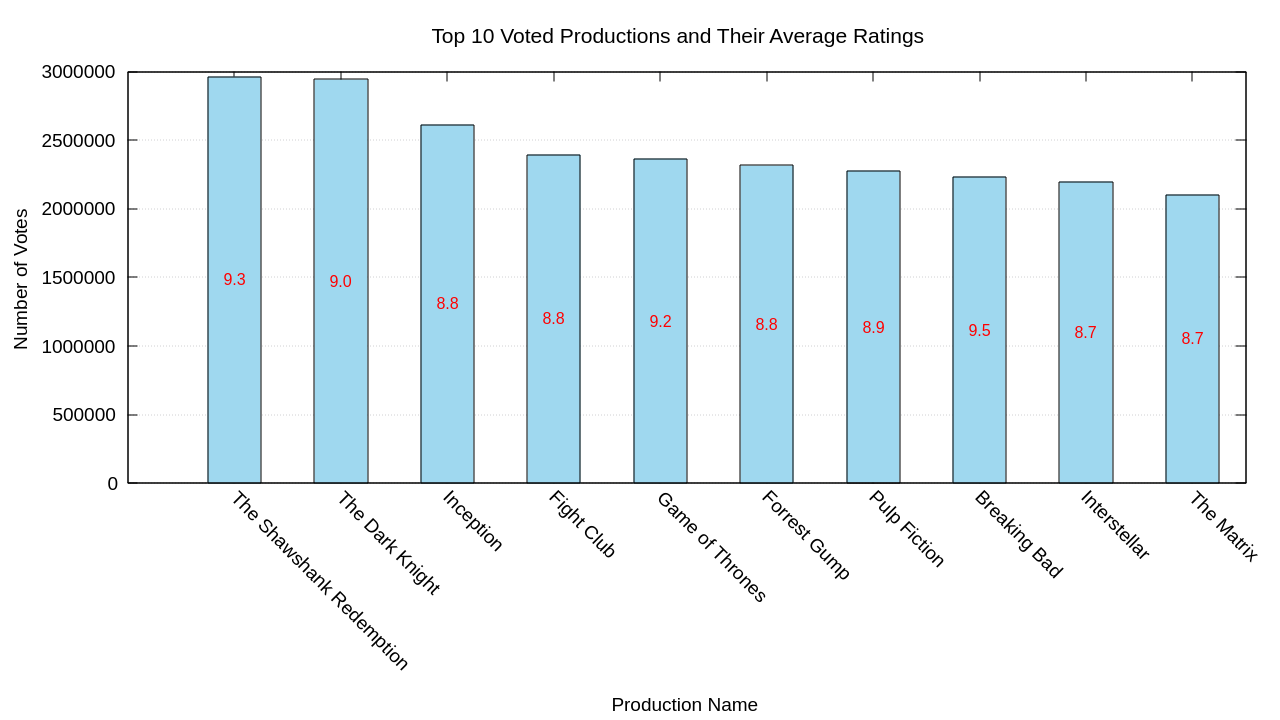 Top 10 Voted Productions and Their Average Ratings
Number of Votes
3000000
2500000
2000000
1500000
1000000
500000
0
9.3
9.0
8.8
8.8
9.2
8.8
8.9
9.5
8.7
8.7
The Shawshank Redemption
The Dark Knight
Inception
Fight Club
Game of Thrones
Forrest Gump
Pulp Fiction
Breaking Bad
Interstellar
The Matrix
Production Name